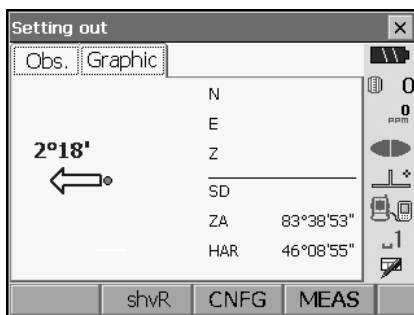 Setting out
Obs. Graphic
0
0
ppm
N
E
Z
2°18'
SD
ZA 83°38'53"
HAR 46°08'55"
1
shvR CNFG MEAS